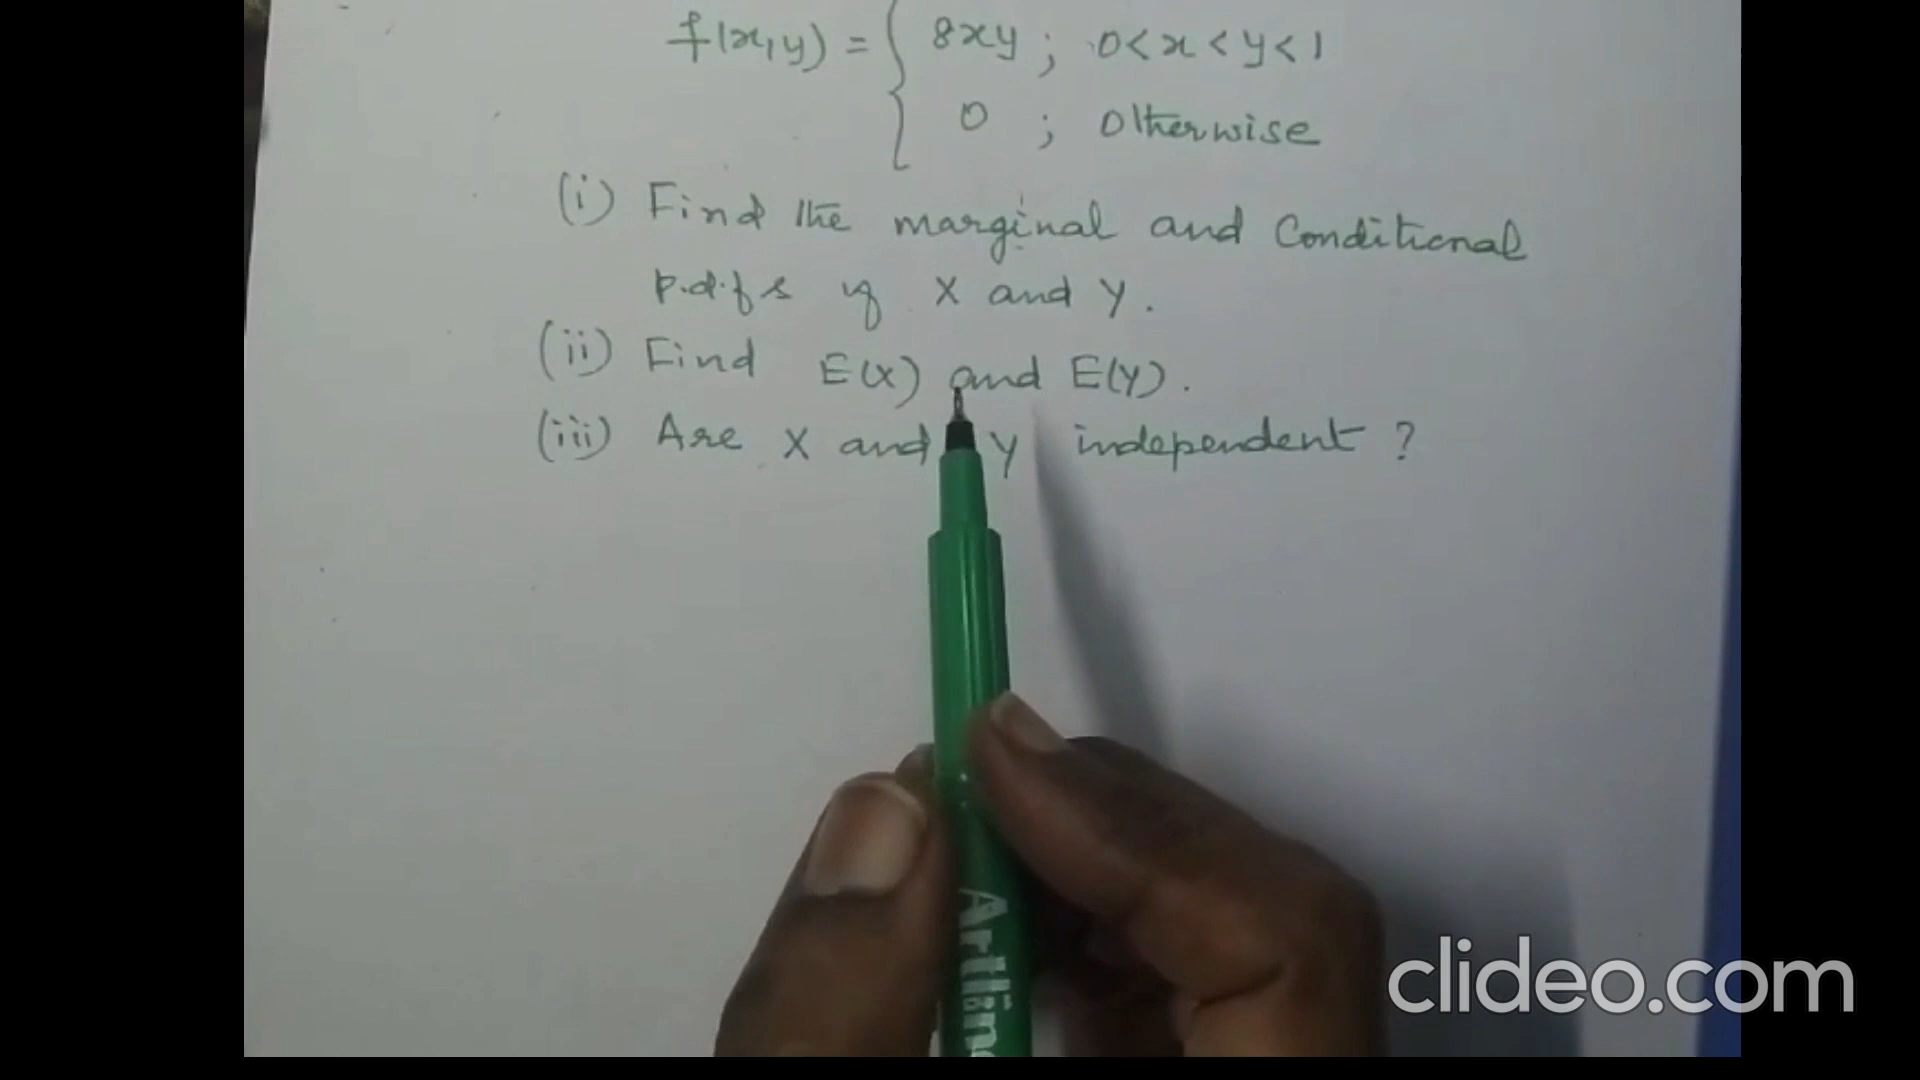 f(x,y) = { 8xy ; 0<x<y<1
0 ; Otherwise
(i) Find the marginal and Conditional
p.d.fs of X and Y.
(ii) Find E(X) and E(Y).
(iii) Are X and Y independent ?
Artlin
clideo.com